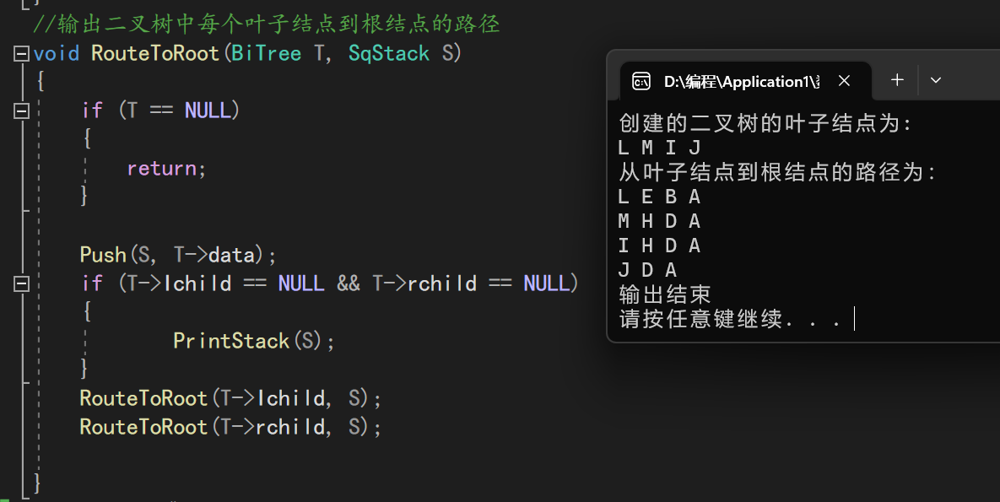 //输出二叉树中每个叶子结点到根结点的路径
void RouteToRoot(BiTree T, SqStack S)
{
if (T == NULL)
{
return;
}
Push(S, T->data);
if (T->lchild == NULL && T->rchild == NULL)
{
PrintStack(S);
}
RouteToRoot(T->lchild, S);
RouteToRoot(T->rchild, S);
}
D:\编程\Application1\
创建的二叉树的叶子结点为:
L M I J
从叶子结点到根结点的路径为:
L E B A
M H D A
I H D A
J D A
输出结束
请按任意键继续. . .